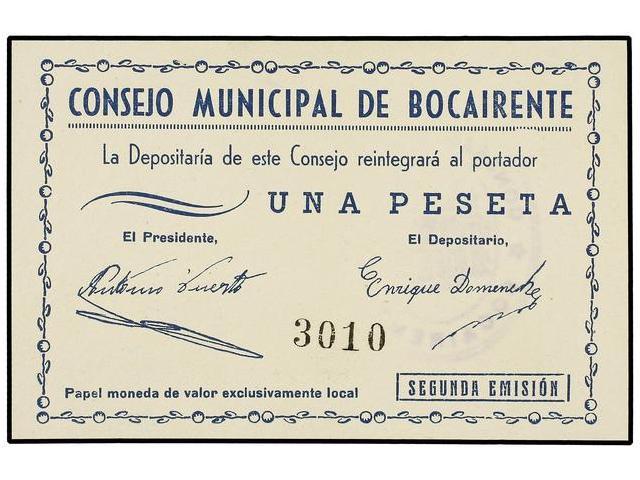 CONSEJO MUNICIPAL DE BOCAIRENTE
La Depositaría de este Consejo reintegrará al portador
UNA PESETA
El Presidente, El Depositario,
Antonio Enrique Domenech
3010
Papel moneda de valor exclusivamente local SEGUNDA EMISIÓN